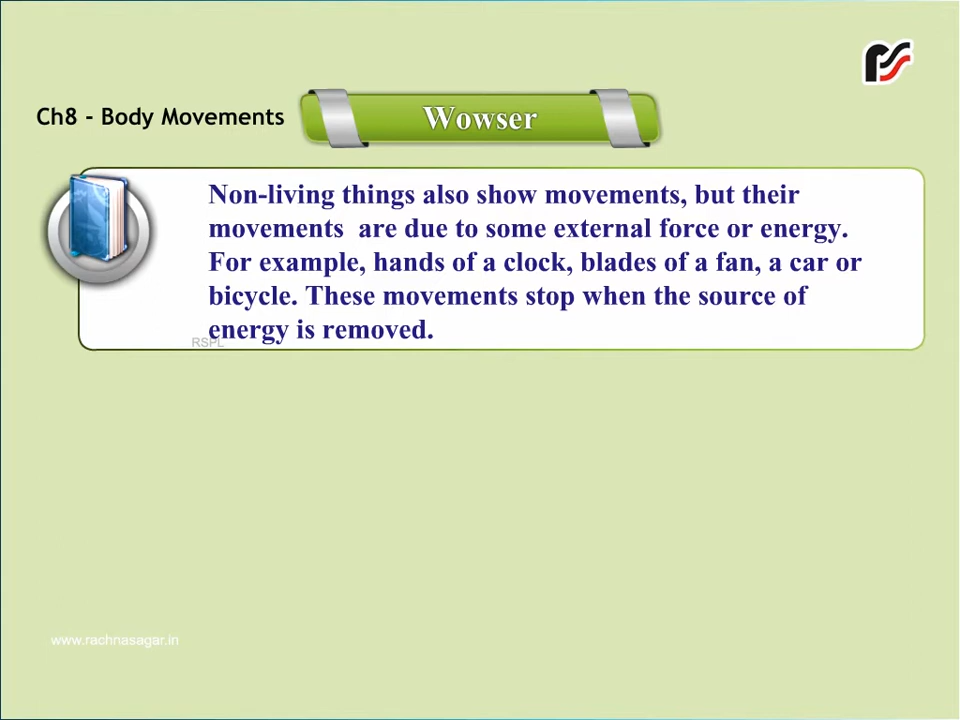 Ch8 - Body Movements
Wowser
Non-living things also show movements, but their
movements are due to some external force or energy.
For example, hands of a clock, blades of a fan, a car or
bicycle. These movements stop when the source of
energy is removed.
RSPL
www.rachnasagar.in